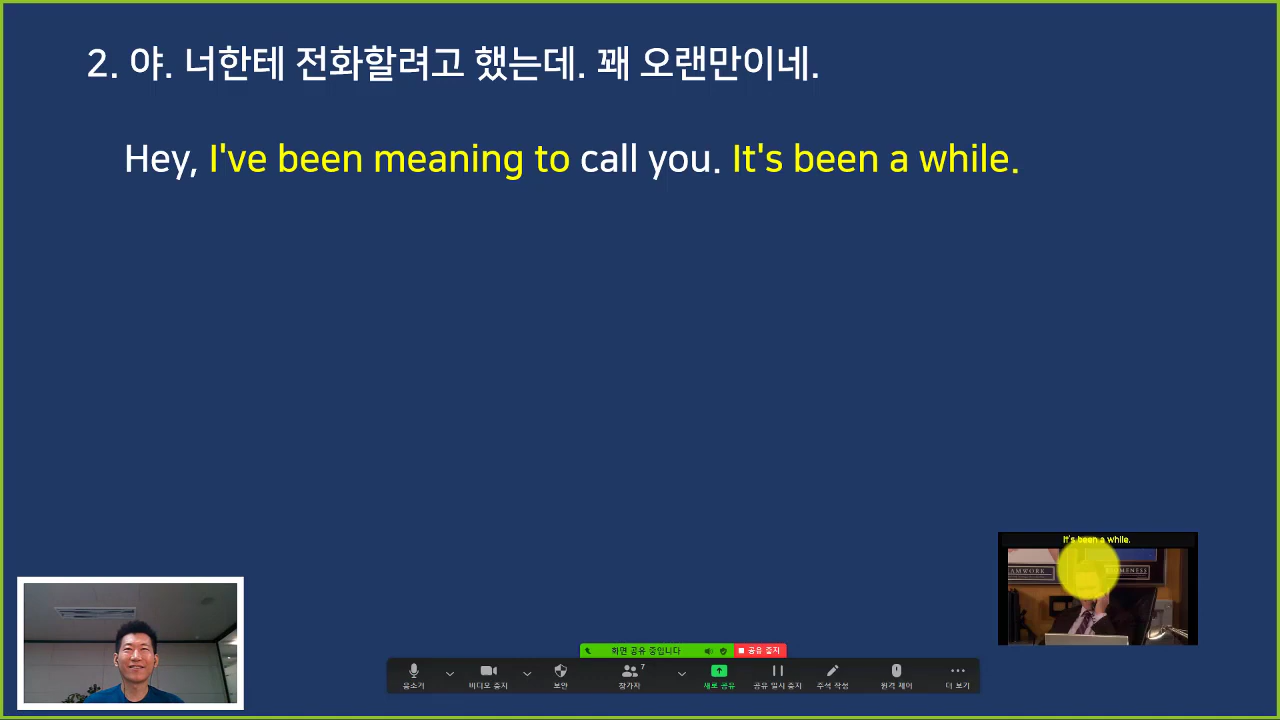 2. 야. 너한테 전화할려고 했는데. 꽤 오랜만이네.
Hey, I've been meaning to call you. It's been a while.
It's been a while.
AMWORK
화면 공유 중입니다
공유 중지
음소거
비디오 중지
보안
7
참가자
새로 공유
공유 일시 중지
주석 작성
원격 제어
더 보기